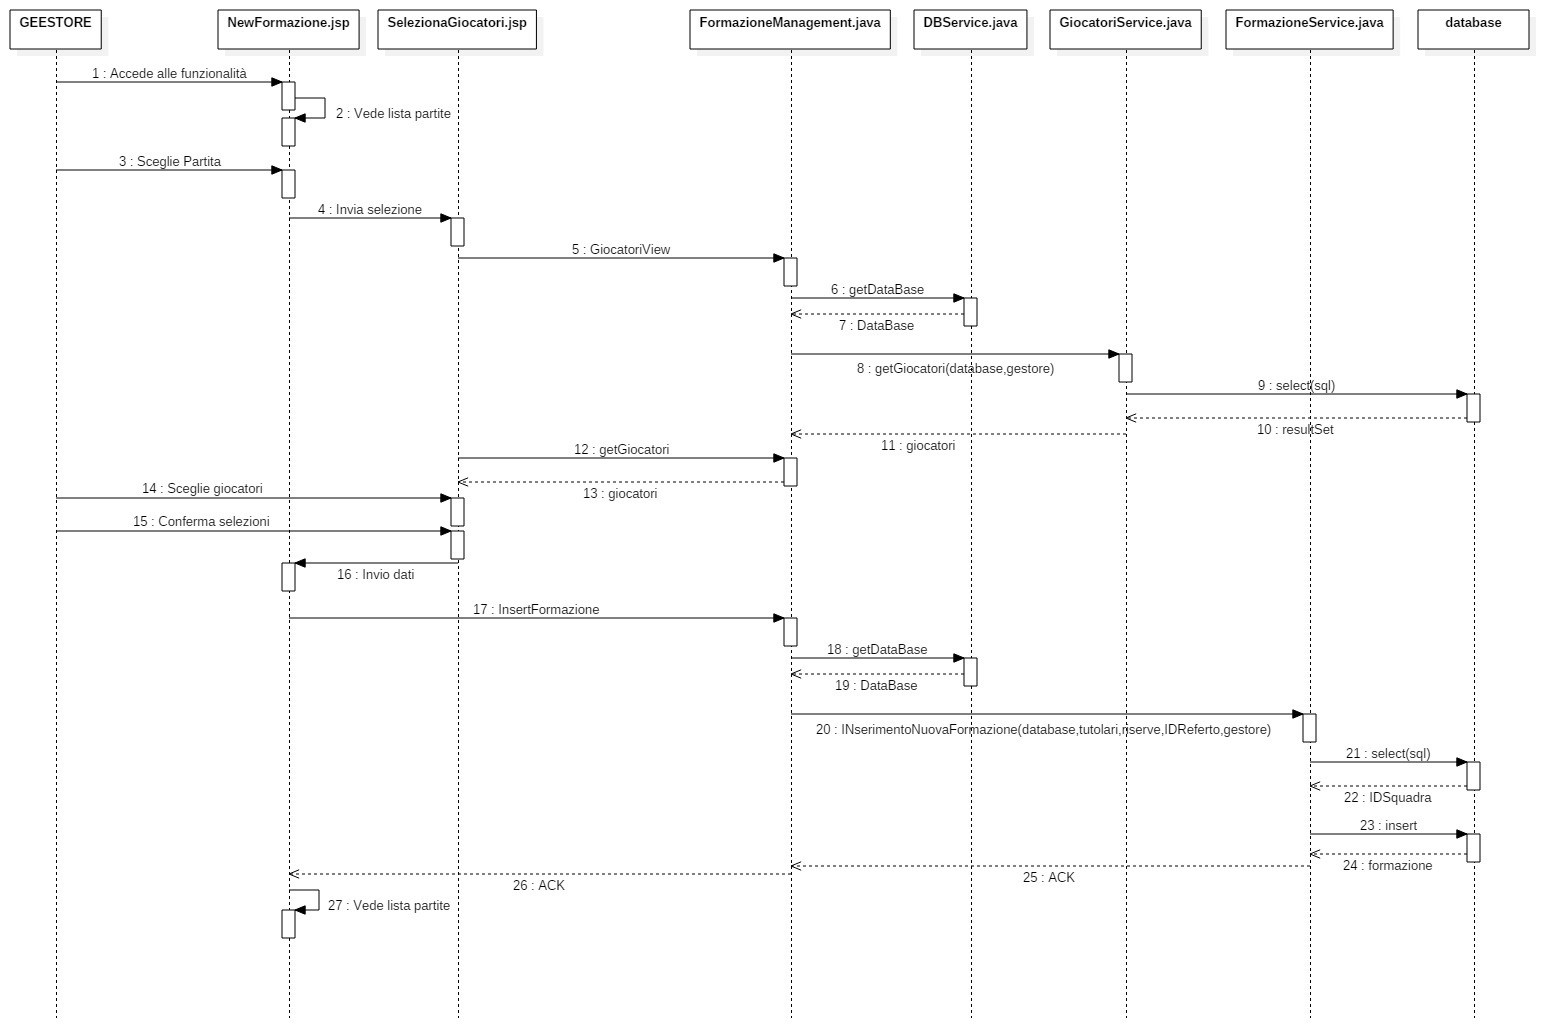 GEESTORE
NewFormazione.jsp
SelezionaGiocatori.jsp
FormazioneManagement.java
DBService.java
GiocatoriService.java
FormazioneService.java
database
1 : Accede alle funzionalità
2 : Vede lista partite
3 : Sceglie Partita
4 : Invia selezione
5 : GiocatoriView
6 : getDataBase
7 : DataBase
8 : getGiocatori(database,gestore)
9 : select(sql)
10 : resultSet
11 : giocatori
12 : getGiocatori
13 : giocatori
14 : Sceglie giocatori
15 : Conferma selezioni
16 : Invio dati
17 : InsertFormazione
18 : getDataBase
19 : DataBase
20 : INserimentoNuovaFormazione(database,tutolari,riserve,IDReferto,gestore)
21 : select(sql)
22 : IDSquadra
23 : insert
24 : formazione
25 : ACK
26 : ACK
27 : Vede lista partite